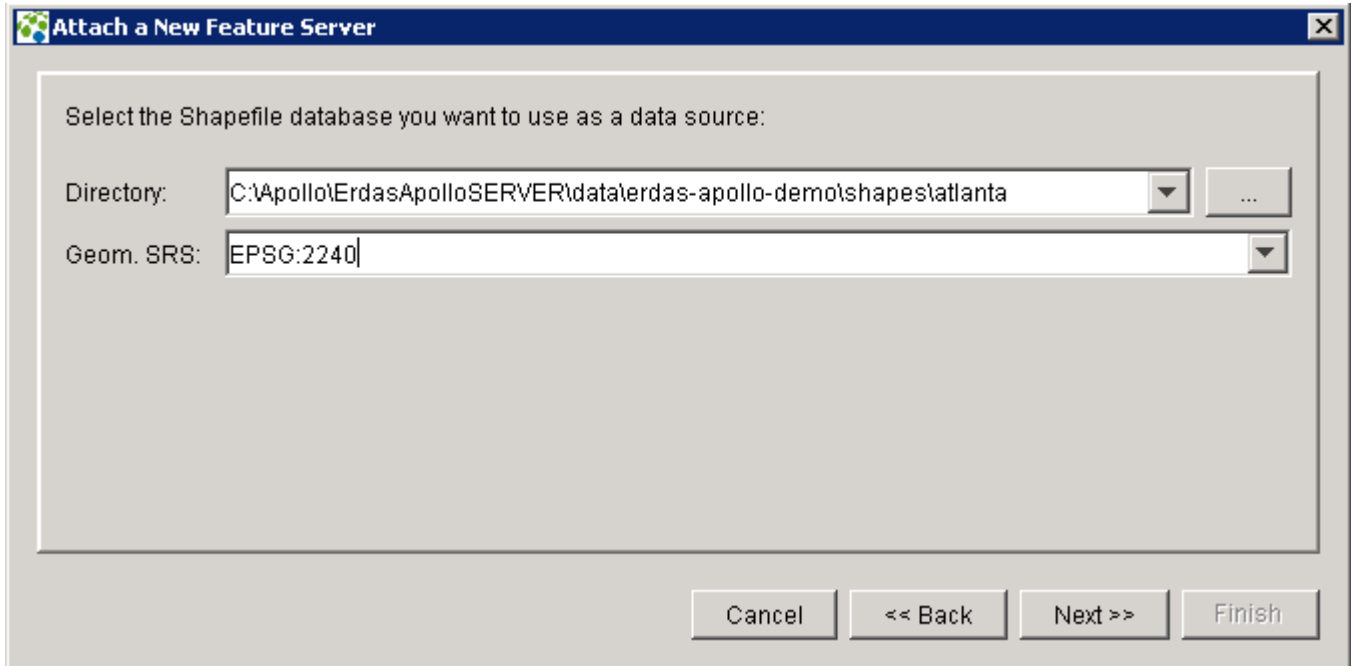 Attach a New Feature Server
Select the Shapefile database you want to use as a data source:
Directory: C:\Apollo\ErdasApolloSERVER\data\erdas-apollo-demo\shapes\atlanta ...
Geom. SRS: EPSG:2240
Cancel << Back Next >> Finish